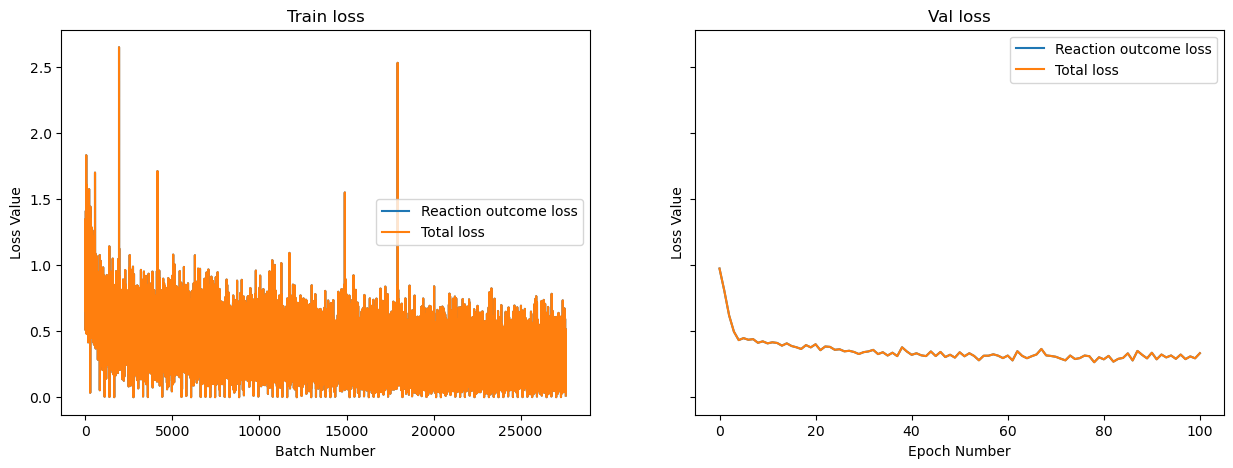 Train loss
Loss Value
2.5
2.0
1.5
1.0
0.5
0.0
Reaction outcome loss
Total loss
0
5000
10000
15000
20000
25000
Batch Number
Val loss
Loss Value
Reaction outcome loss
Total loss
0
20
40
60
80
100
Epoch Number